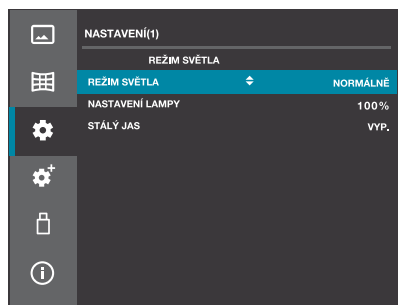 NASTAVENÍ(1)
REŽIM SVĚTLA
REŽIM SVĚTLA NORMÁLNĚ
NASTAVENÍ LAMPY 100%
STÁLÝ JAS VYP.